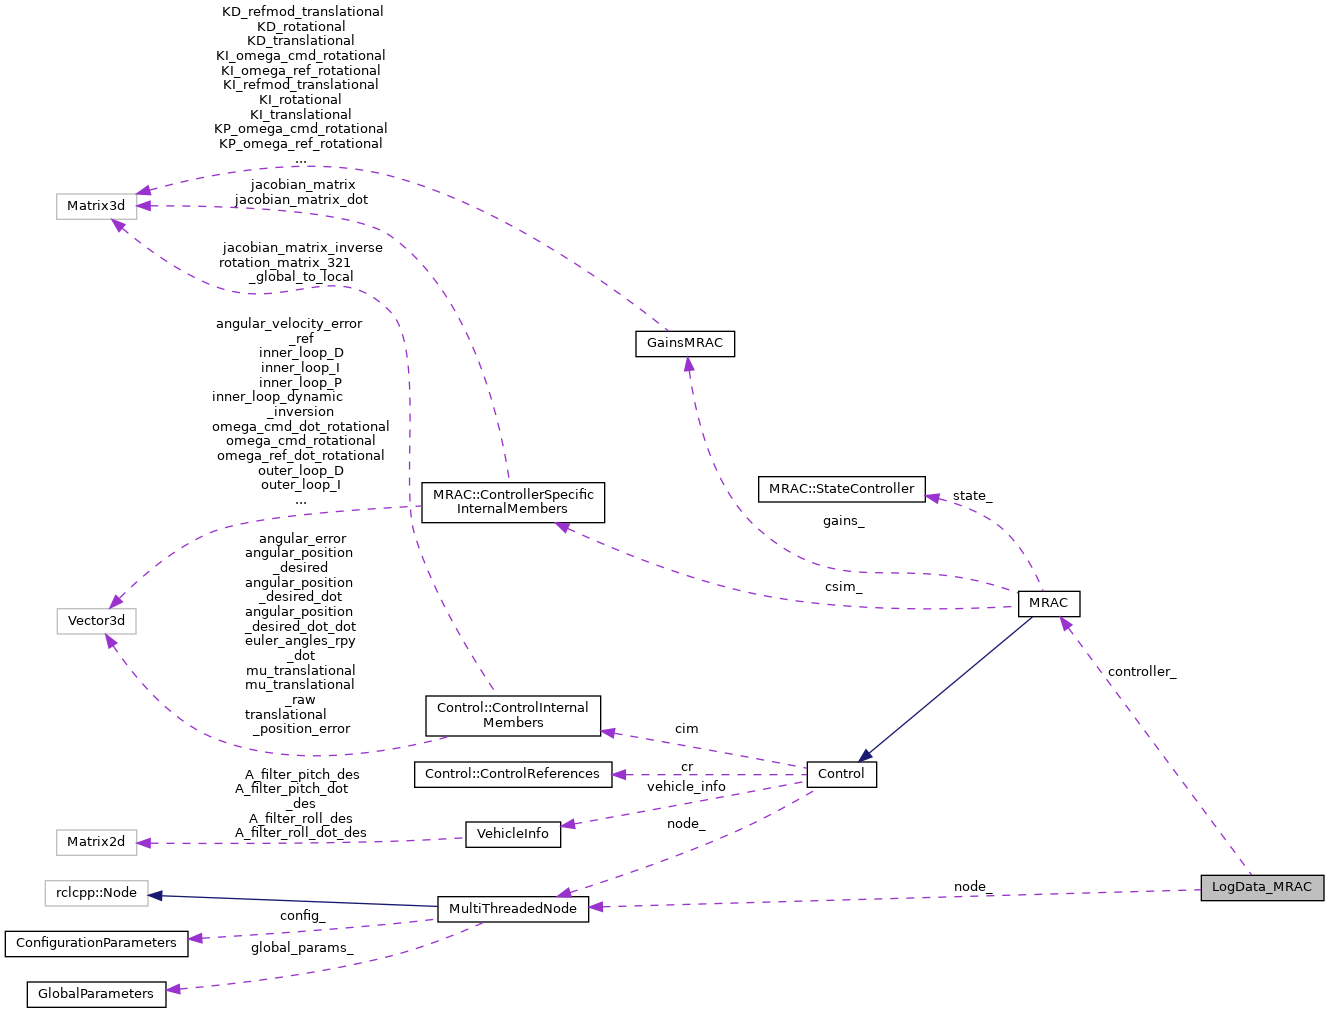 KD_refmod_translational
KD_rotational
KD_translational
KI_omega_cmd_rotational
KI_omega_ref_rotational
KI_refmod_translational
KI_rotational
KI_translational
KP_omega_cmd_rotational
KP_omega_ref_rotational
...
Matrix3d
jacobian_matrix
jacobian_matrix_dot
jacobian_matrix_inverse
rotation_matrix_321
_global_to_local
GainsMRAC
angular_velocity_error
_ref
inner_loop_D
inner_loop_I
inner_loop_P
inner_loop_dynamic
_inversion
omega_cmd_dot_rotational
omega_cmd_rotational
omega_ref_dot_rotational
outer_loop_D
outer_loop_I
...
MRAC::ControllerSpecific
InternalMembers
MRAC::StateController
state_
gains_
csim_
MRAC
Vector3d
angular_error
angular_position
_desired
angular_position
_desired_dot
angular_position
_desired_dot_dot
euler_angles_rpy
_dot
mu_translational
mu_translational
_raw
translational
_position_error
controller_
Control::ControlInternal
Members
cim
Control::ControlReferences
cr
Control
vehicle_info
A_filter_pitch_des
A_filter_pitch_dot
_des
A_filter_roll_des
A_filter_roll_dot_des
Matrix2d
VehicleInfo
node_
rclcpp::Node
MultiThreadedNode
node_
LogData_MRAC
config_
ConfigurationParameters
global_params_
GlobalParameters